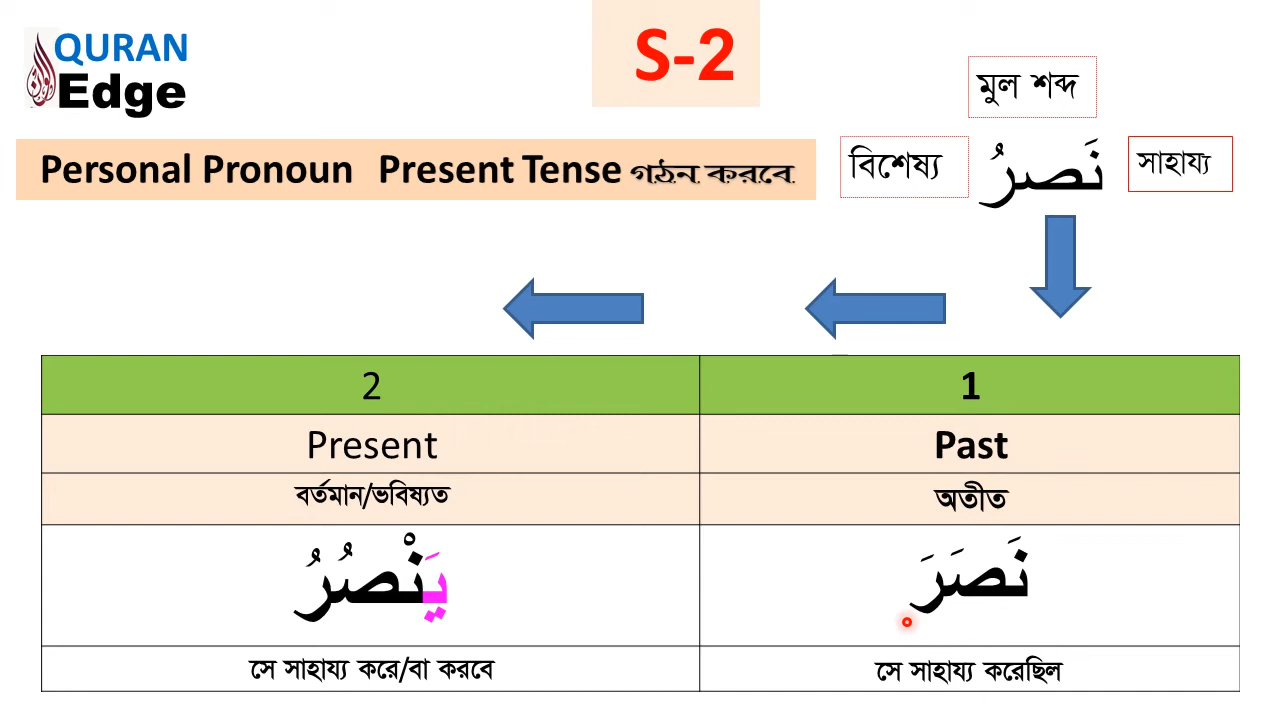 QURAN
Edge
S-2
মুল শব্দ
Personal Pronoun Present Tense গঠন করবে
বিশেষ্য
نَصرُ
সাহায্য
2
1
Present
Past
বর্তমান/ভবিষ্যত
অতীত
يَنْصُرُ
نَصَرَ
সে সাহায্য করে/বা করবে
সে সাহায্য করেছিল